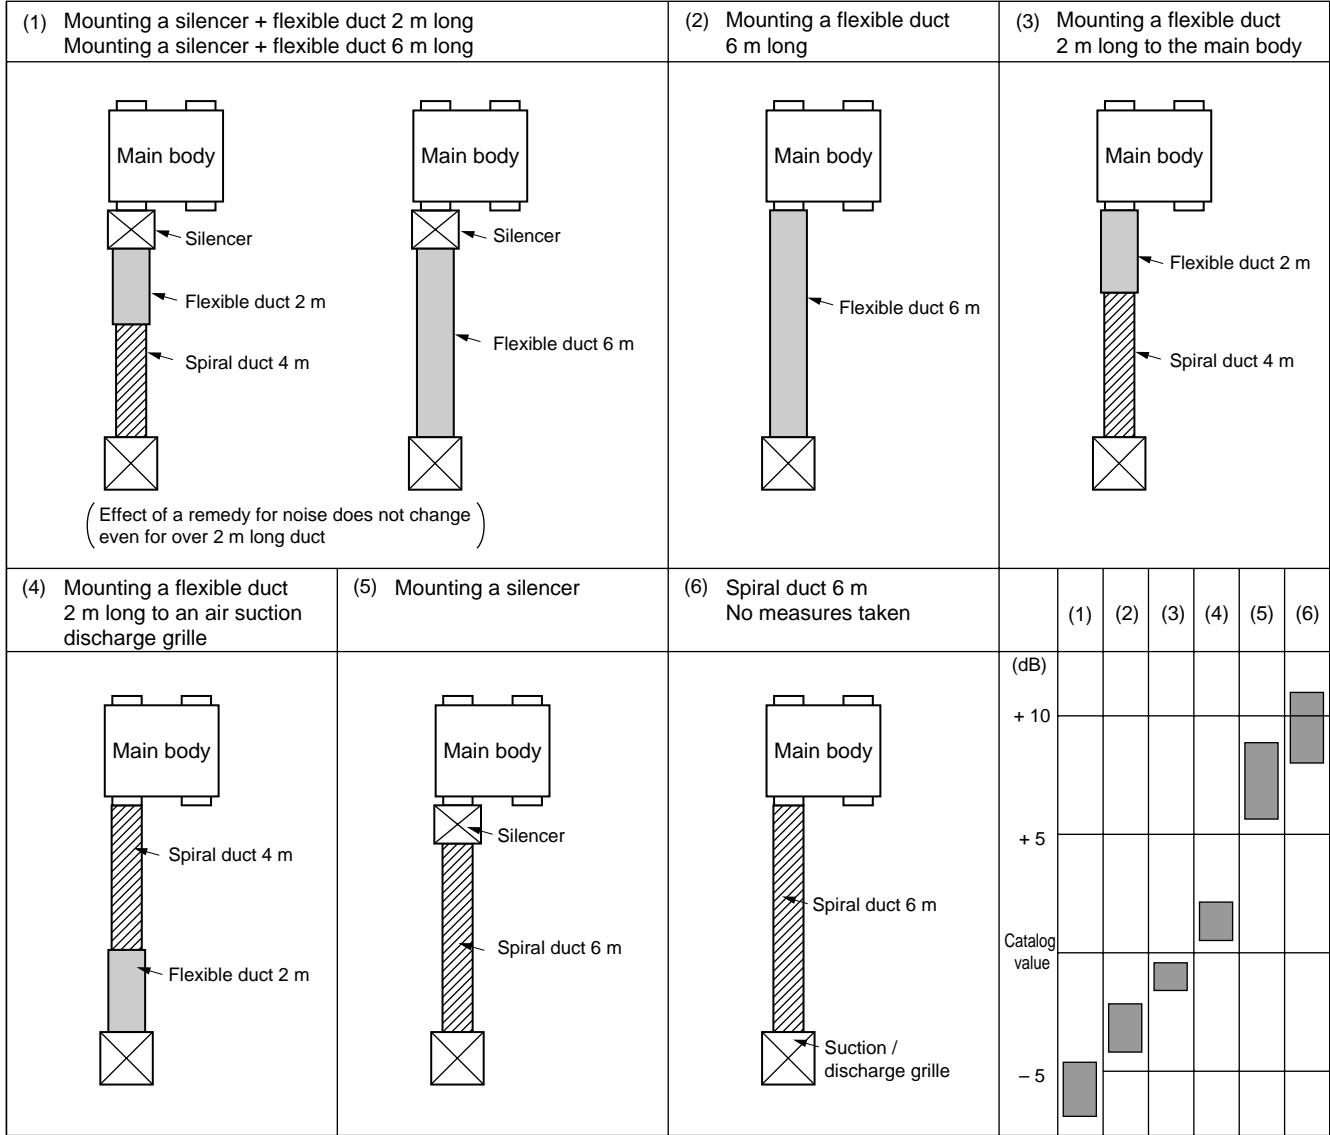 (1) Mounting a silencer + flexible duct 2 m long
Mounting a silencer + flexible duct 6 m long
Main body
Silencer
Flexible duct 2 m
Spiral duct 4 m
Main body
Silencer
Flexible duct 6 m
(Effect of a remedy for noise does not change
even for over 2 m long duct)
(2) Mounting a flexible duct
6 m long
Main body
Flexible duct 6 m
(3) Mounting a flexible duct
2 m long to the main body
Main body
Flexible duct 2 m
Spiral duct 4 m
(4) Mounting a flexible duct
2 m long to an air suction
discharge grille
Main body
Spiral duct 4 m
Flexible duct 2 m
(5) Mounting a silencer
Main body
Silencer
Spiral duct 6 m
(6) Spiral duct 6 m
No measures taken
Main body
Spiral duct 6 m
Suction /
discharge grille
(1) (2) (3) (4) (5) (6)
(dB)
+ 10
+ 5
Catalog
value
– 5